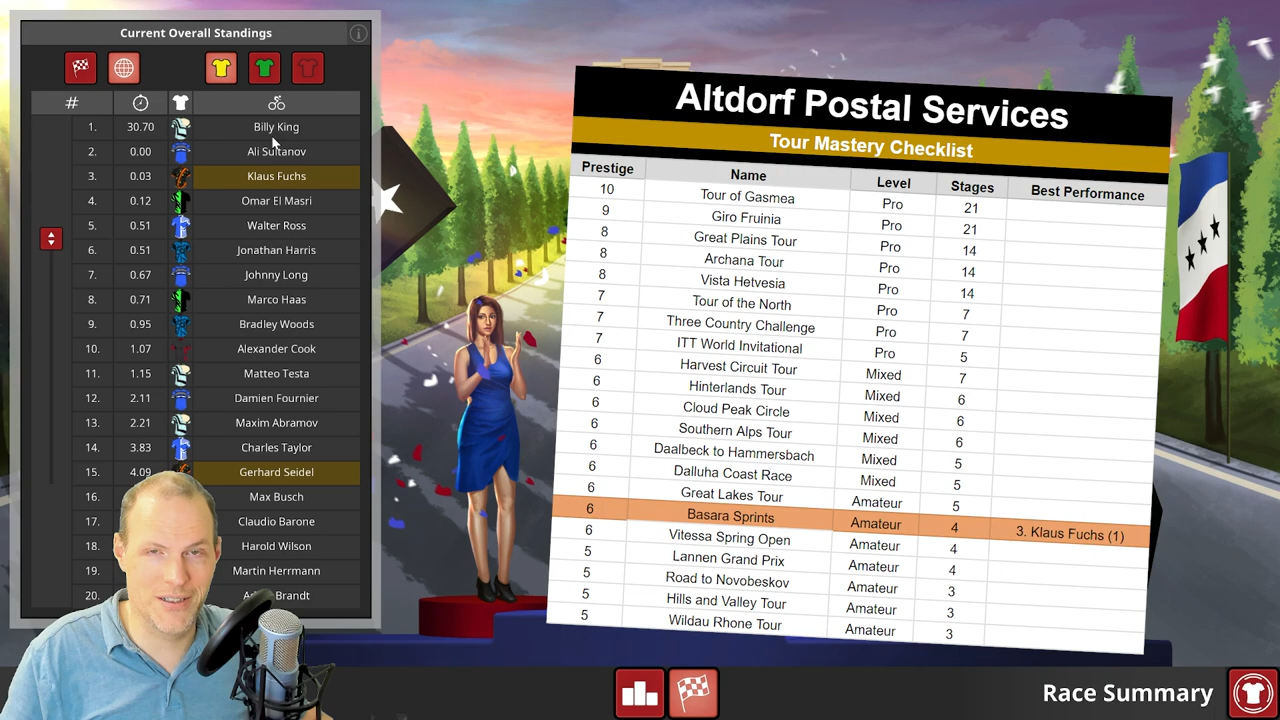 Current Overall Standings
#
1. 30.70 Billy King
2. 0.00 Ali Sultanov
3. 0.03 Klaus Fuchs
4. 0.12 Omar El Masri
5. 0.51 Walter Ross
6. 0.51 Jonathan Harris
7. 0.67 Johnny Long
8. 0.71 Marco Haas
9. 0.95 Bradley Woods
10. 1.07 Alexander Cook
11. 1.15 Matteo Testa
12. 2.11 Damien Fournier
13. 2.21 Maxim Abramov
14. 3.83 Charles Taylor
15. 4.09 Gerhard Seidel
16. Max Busch
17. Claudio Barone
18. Harold Wilson
19. Martin Herrmann
20. Brandt
Altdorf Postal Services
Tour Mastery Checklist
Prestige Name Level Stages Best Performance
10 Tour of Gasmea Pro 21
9 Giro Fruinia Pro 21
8 Great Plains Tour Pro 14
8 Archana Tour Pro 14
8 Vista Hetvesia Pro 14
7 Tour of the North Pro 7
7 Three Country Challenge Pro 7
7 ITT World Invitational Pro 5
6 Harvest Circuit Tour Mixed 7
6 Hinterlands Tour Mixed 6
6 Cloud Peak Circle Mixed 6
6 Southern Alps Tour Mixed 6
6 Daalbeck to Hammersbach Mixed 5
6 Dalluha Coast Race Mixed 5
6 Great Lakes Tour Amateur 5
6 Basara Sprints Amateur 4 3. Klaus Fuchs (1)
6 Vitessa Spring Open Amateur 4
5 Lannen Grand Prix Amateur 4
5 Road to Novobeskov Amateur 3
5 Hills and Valley Tour Amateur 3
5 Wildau Rhone Tour Amateur 3
Race Summary